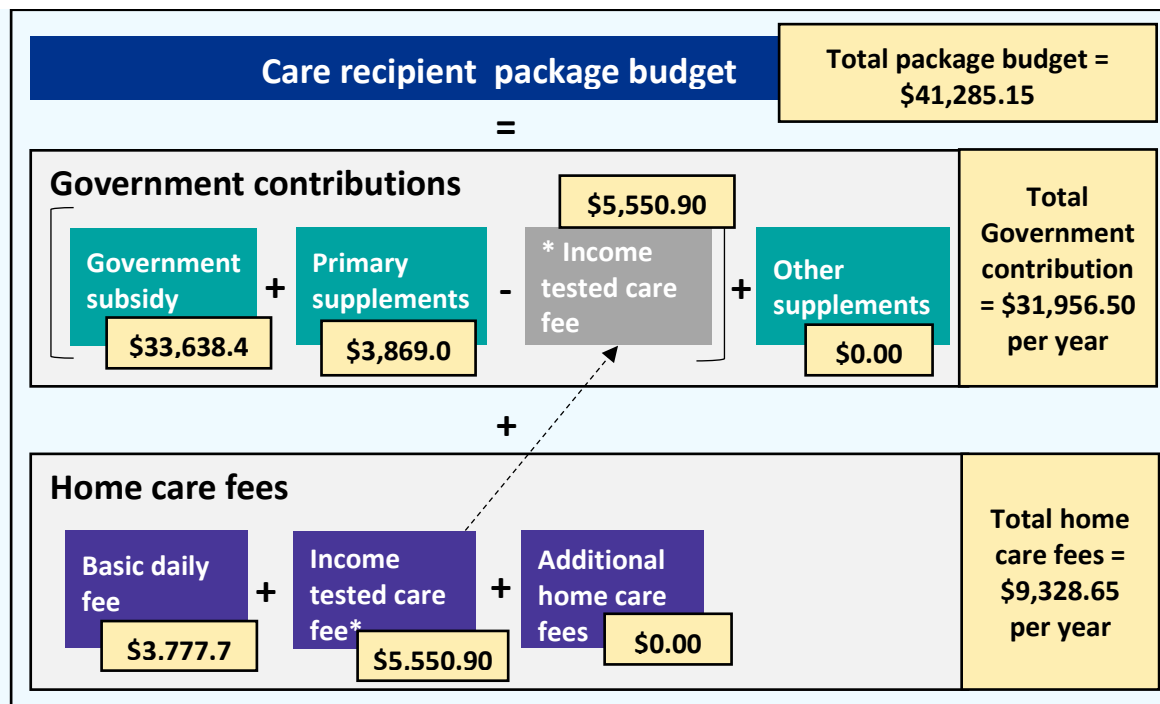 Care recipient package budget
Total package budget =
$41,285.15
=
Government contributions
$5,550.90
Government
subsidy
$33,638.4
+
Primary
supplements
$3,869.0
-
* Income
tested care
fee
+
Other
supplements
$0.00
Total
Government
contribution
= $31,956.50
per year
+
Home care fees
Basic daily
fee
$3.777.7
+
Income
tested care
fee*
$5.550.90
+
Additional
home care
fees
$0.00
Total home
care fees =
$9,328.65
per year